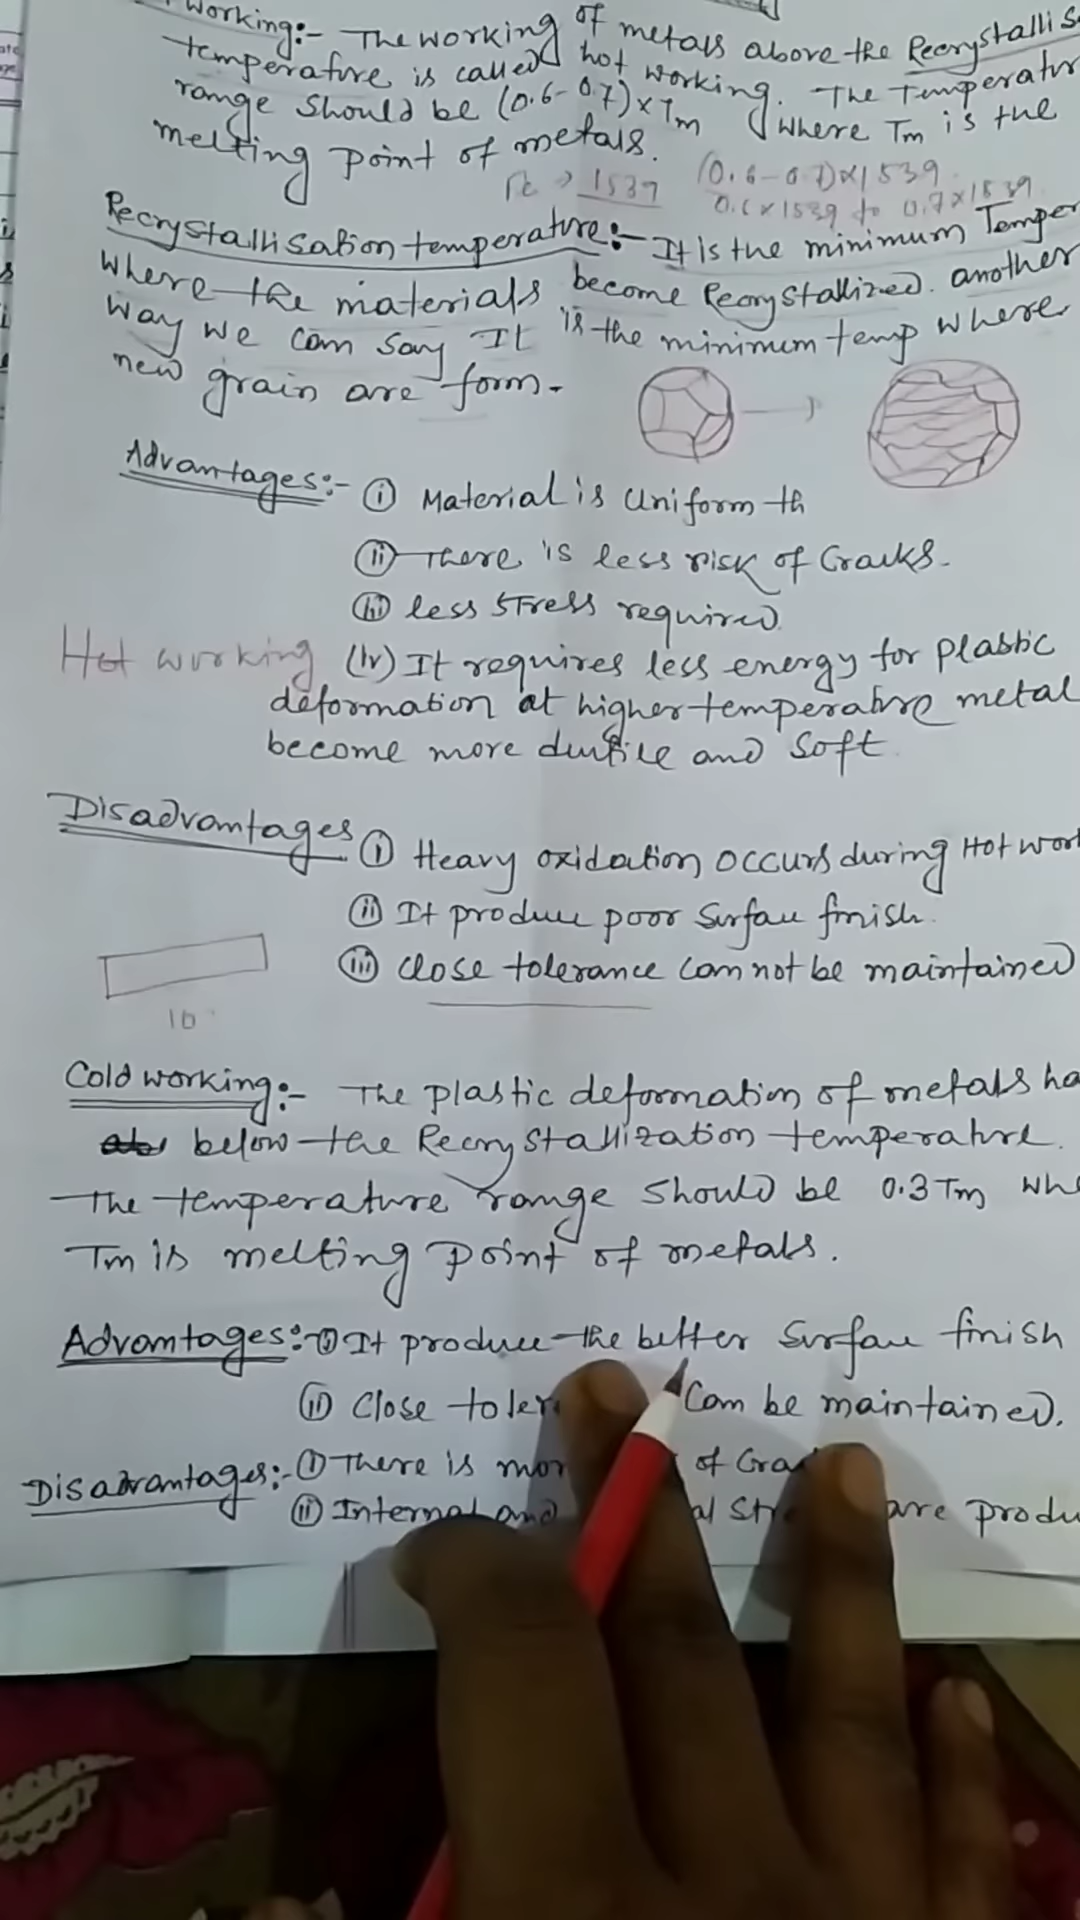 working:- The working of metals above the Recrystallis
temperature is called hot working. The Temperatur
range should be (0.6-0.7)×Tm where Tm is the
melting point of metals.
1539 (0.6-0.7)×1539
0.6×1539 to 0.7×1539
Recrystallisation temperature:- It is the minimum Temper
where the materials become Recrystallized. another
way we can say It is the minimum temp where
new grain are form.
Advantages:- (i) Material is Uniform th
(ii) There is less risk of Cracks.
(iii) less stress required
Hot working (iv) It requires less energy for plastic
deformation at higher temperature metal
become more ductile and soft
Disadvantages (i) Heavy oxidation occurs during Hot work
(ii) It produce poor surface finish
(iii) Close tolerance can not be maintained
10
Cold working:- The plastic deformation of metals ha
below the Recrystallization temperature.
The temperature range should be 0.3Tm whe
Tm is melting point of metals.
Advantages:- (i) It produce the better surface finish
(ii) Close toler Can be maintained.
Disadvantages:- (i) There is mor of Cra
(ii) Internal and al Str are produ